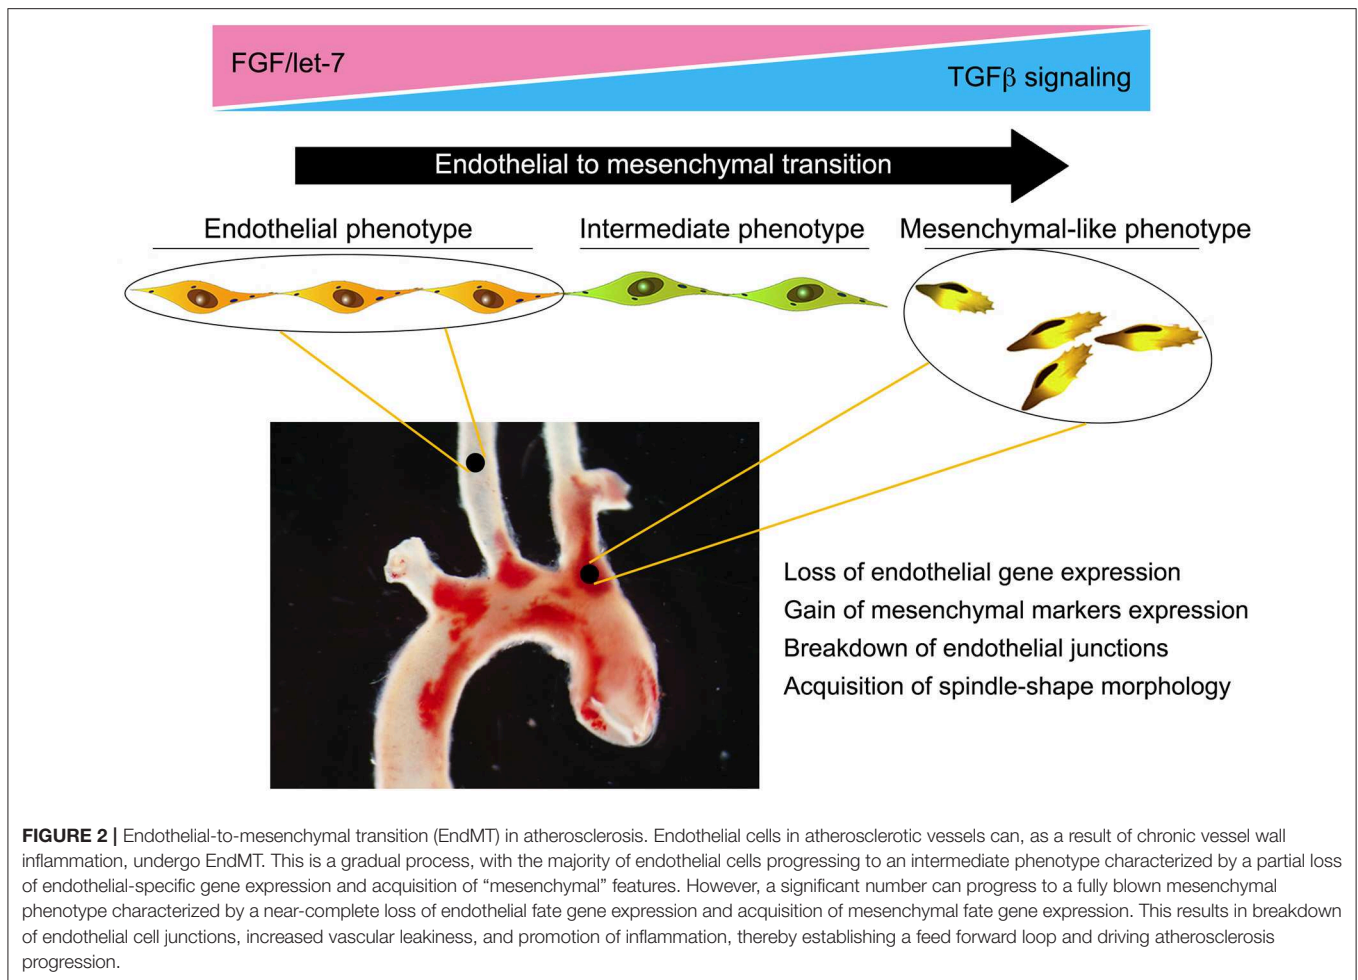 FGF/let-7
TGFβ signaling
Endothelial to mesenchymal transition
Endothelial phenotype
Intermediate phenotype
Mesenchymal-like phenotype
Loss of endothelial gene expression
Gain of mesenchymal markers expression
Breakdown of endothelial junctions
Acquisition of spindle-shape morphology
FIGURE 2 | Endothelial-to-mesenchymal transition (EndMT) in atherosclerosis. Endothelial cells in atherosclerotic vessels can, as a result of chronic vessel wall
inflammation, undergo EndMT. This is a gradual process, with the majority of endothelial cells progressing to an intermediate phenotype characterized by a partial loss
of endothelial-specific gene expression and acquisition of “mesenchymal” features. However, a significant number can progress to a fully blown mesenchymal
phenotype characterized by a near-complete loss of endothelial fate gene expression and acquisition of mesenchymal fate gene expression. This results in breakdown
of endothelial cell junctions, increased vascular leakiness, and promotion of inflammation, thereby establishing a feed forward loop and driving atherosclerosis
progression.